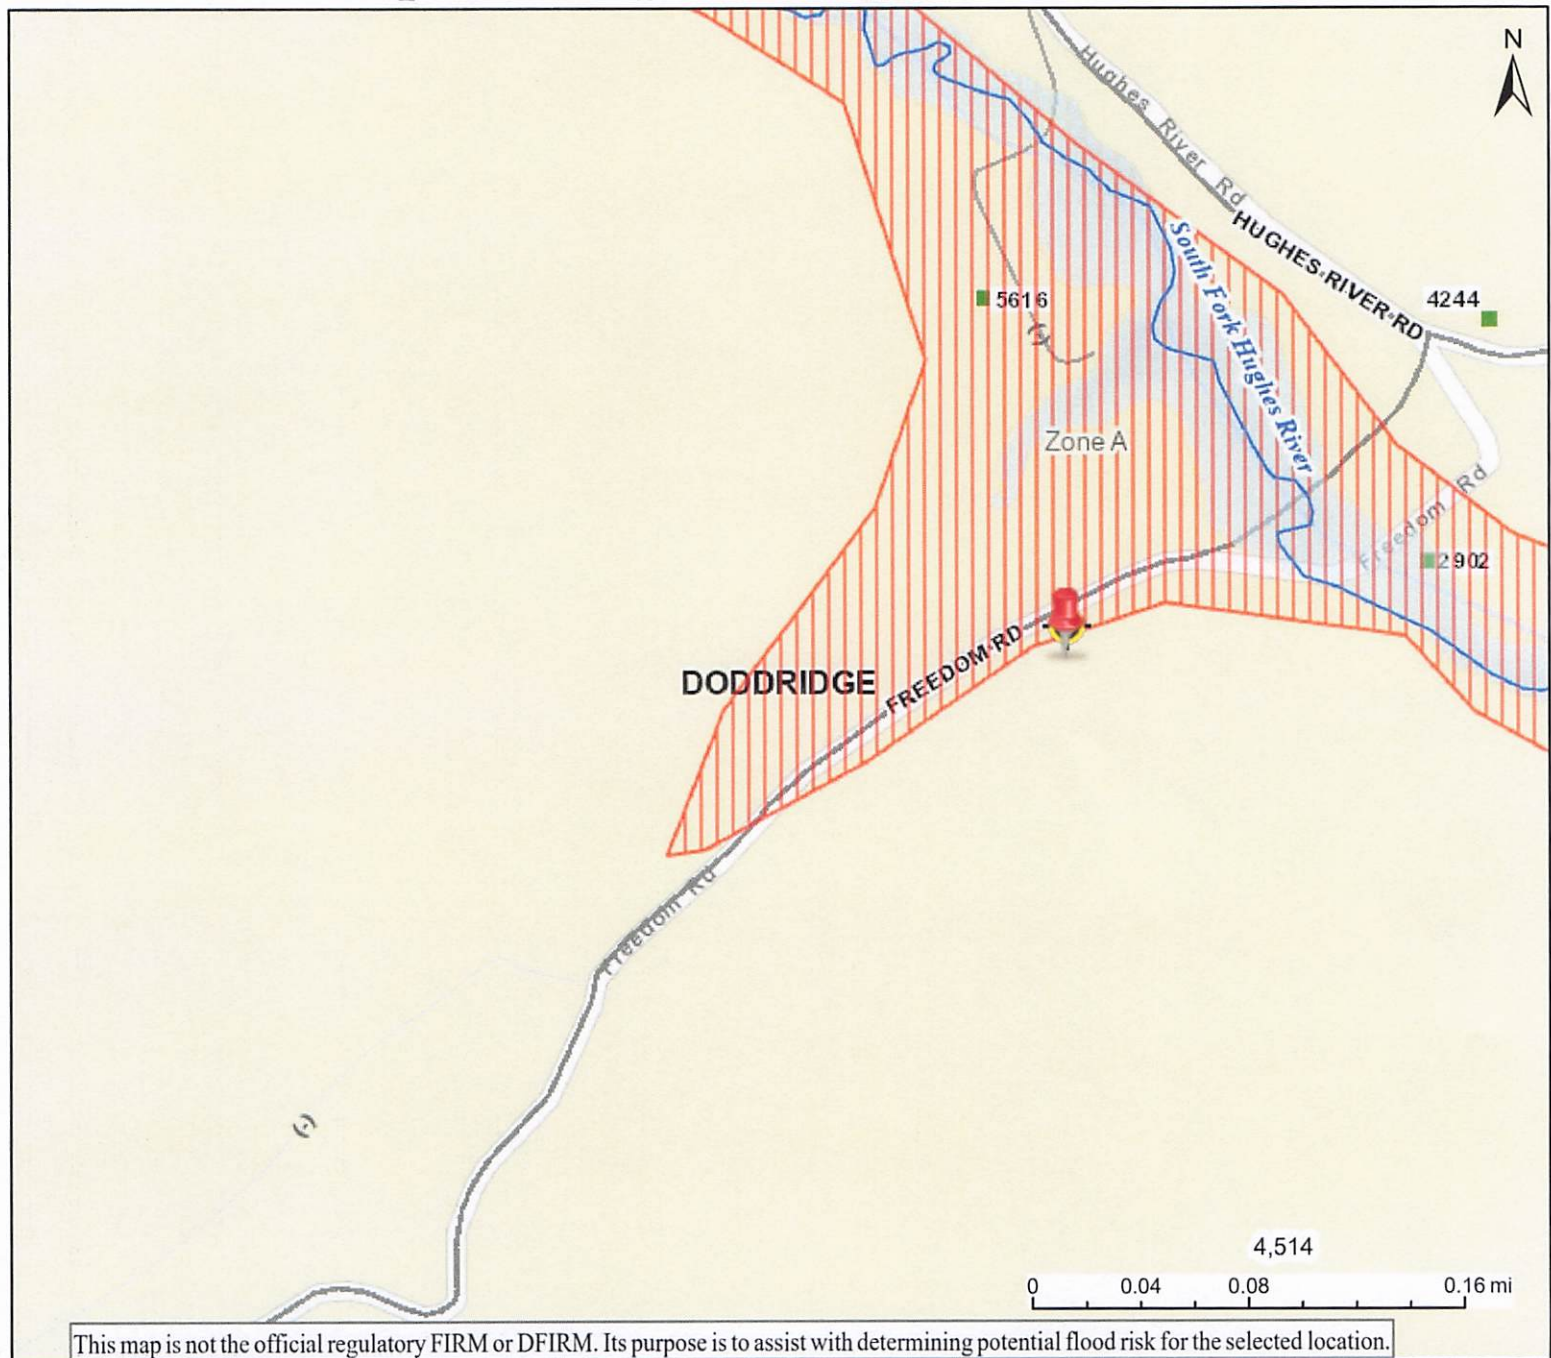 N
Hughes River Rd
HUGHES RIVER RD
4244
5616
(-)
South Fork Hughes River
Zone A
Freedom Rd
2902
FREEDOM RD
DODDRIDGE
Freedom Rd
(-)
4,514
0 0.04 0.08 0.16 mi
This map is not the official regulatory FIRM or DFIRM. Its purpose is to assist with determining potential flood risk for the selected location.